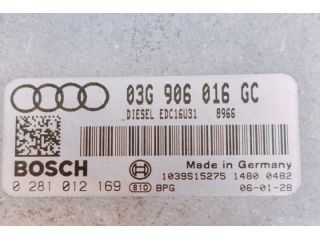 03G 906 016 GC
DIESEL EDC16U31 8966
BOSCH
Made in Germany
1039S15275 1480 0482
0 281 012 169 810 BPG 06-01-28